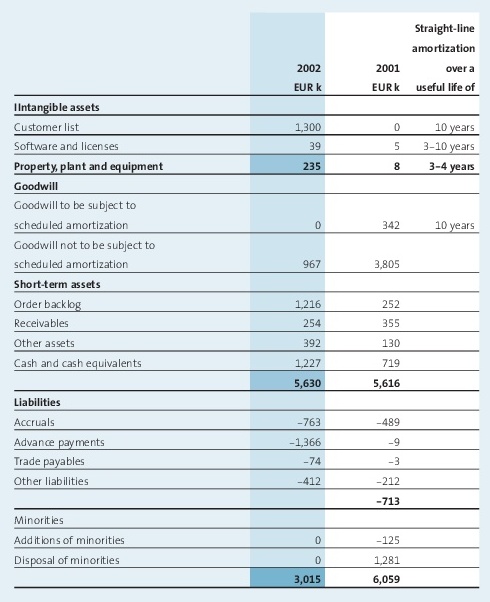 Straight-line
amortization
2002 2001 over a
EUR k EUR k useful life of
IIntangible assets
Customer list 1,300 0 10 years
Software and licenses 39 5 3–10 years
Property, plant and equipment 235 8 3–4 years
Goodwill
Goodwill to be subject to
scheduled amortization 0 342 10 years
Goodwill not to be subject to
scheduled amortization 967 3,805
Short-term assets
Order backlog 1,216 252
Receivables 254 355
Other assets 392 130
Cash and cash equivalents 1,227 719
5,630 5,616
Liabilities
Accruals –763 –489
Advance payments –1,366 –9
Trade payables –74 –3
Other liabilities –412 –212
–713
Minorities
Additions of minorities 0 –125
Disposal of minorities 0 1,281
3,015 6,059